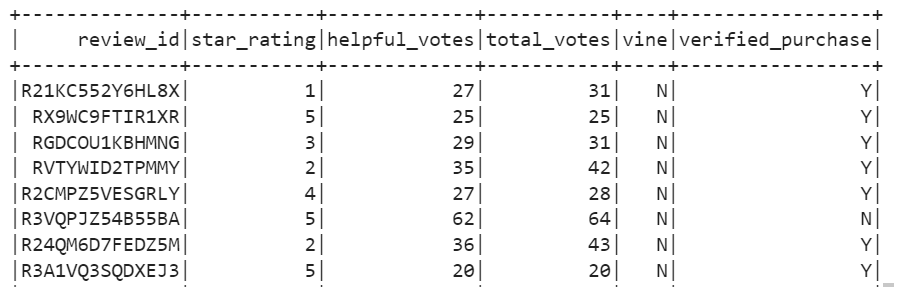 +--------------+-----------+-------------+-----------+----+-----------------+
|     review_id|star_rating|helpful_votes|total_votes|vine|verified_purchase|
+--------------+-----------+-------------+-----------+----+-----------------+
|R21KC552Y6HL8X|          1|           27|         31|   N|                Y|
| RX9WC9FTIR1XR|          5|           25|         25|   N|                Y|
| RGDCOU1KBHMNG|          3|           29|         31|   N|                Y|
| RVTYWID2TPMMY|          2|           35|         42|   N|                Y|
|R2CMPZ5VESGRLY|          4|           27|         28|   N|                Y|
|R3VQPJZ54B55BA|          5|           62|         64|   N|                N|
|R24QM6D7FEDZ5M|          2|           36|         43|   N|                Y|
|R3A1VQ3SQDXEJ3|          5|           20|         20|   N|                Y|